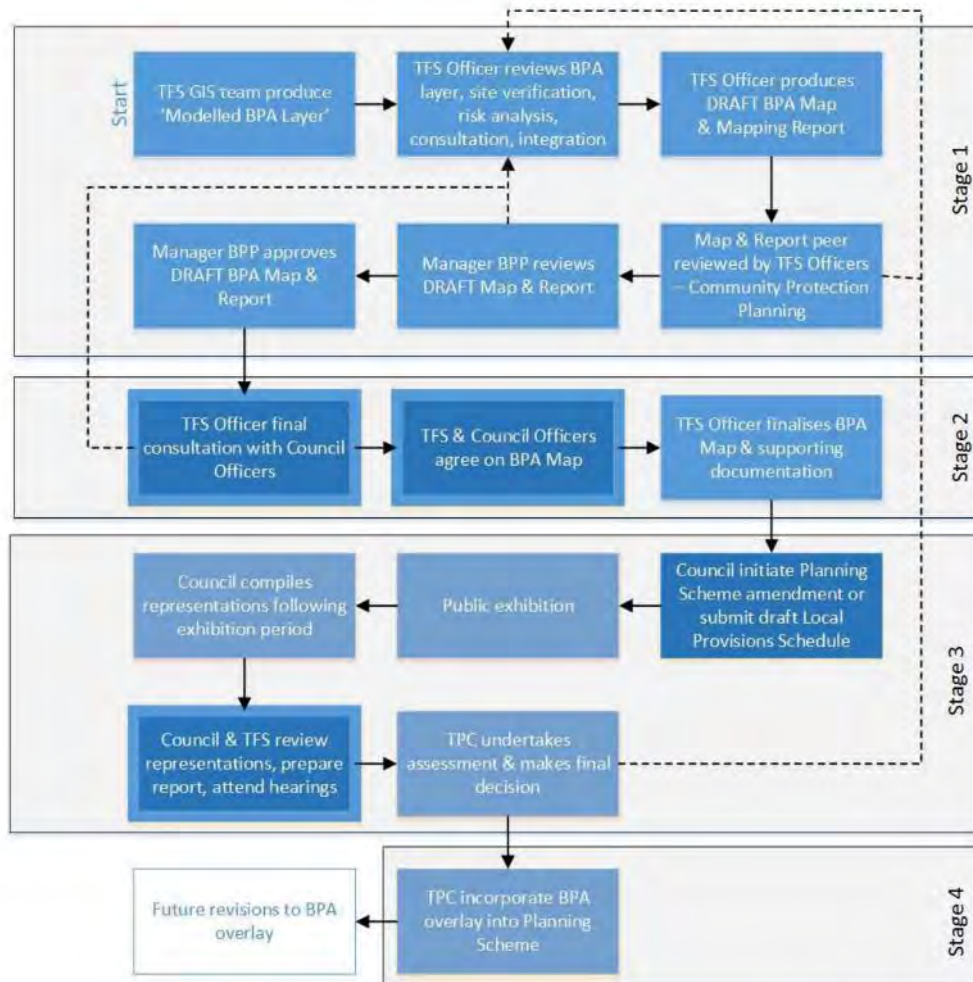 Start
TFS GIS team produce
'Modelled BPA Layer'
TFS Officer reviews BPA
layer, site verification,
risk analysis,
consultation, integration
TFS Officer produces
DRAFT BPA Map
& Mapping Report
Stage 1
Manager BPP approves
DRAFT BPA Map &
Report
Manager BPP reviews
DRAFT Map & Report
Map & Report peer
reviewed by TFS Officers
– Community Protection
Planning
TFS Officer final
consultation with Council
Officers
TFS & Council Officers
agree on BPA Map
TFS Officer finalises BPA
Map & supporting
documentation
Stage 2
Council compiles
representations following
exhibition period
Public exhibition
Council initiate Planning
Scheme amendment or
submit draft Local
Provisions Schedule
Stage 3
Council & TFS review
representations, prepare
report, attend hearings
TPC undertakes
assessment & makes final
decision
Future revisions to BPA
overlay
TPC incorporate BPA
overlay into Planning
Scheme
Stage 4